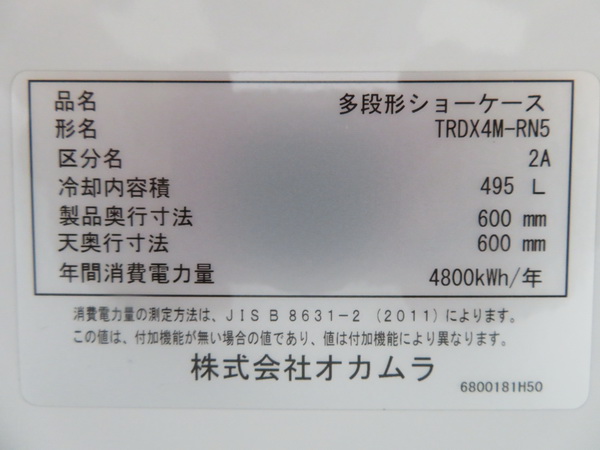 品名 多段形ショーケース
形名 TRDX4M-RN5
区分名 2A
冷却内容積 495 L
製品奥行寸法 600 mm
天奥行寸法 600 mm
年間消費電力量 4800kWh/年
消費電力量の測定方法は、JIS B 8631-2 (2011)によります。
この値は、付加機能が無い場合の値であり、値は付加機能により異なります。
株式会社オカムラ
6800181H50